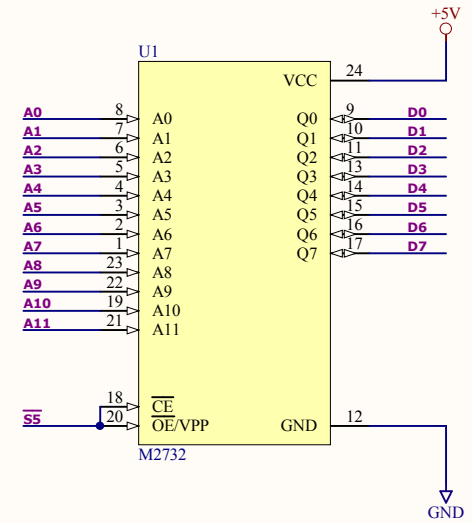 +5V
U1
24
VCC
A0 8 A0 Q0 9 D0
A1 7 A1 Q1 10 D1
A2 6 A2 Q2 11 D2
A3 5 A3 Q3 13 D3
A4 4 A4 Q4 14 D4
A5 3 A5 Q5 15 D5
A6 2 A6 Q6 16 D6
A7 1 A7 Q7 17 D7
A8 23 A8
A9 22 A9
A10 19 A10
A11 21 A11
18 C̅E̅
S̅5̅ 20 O̅E̅/VPP GND 12
M2732
GND